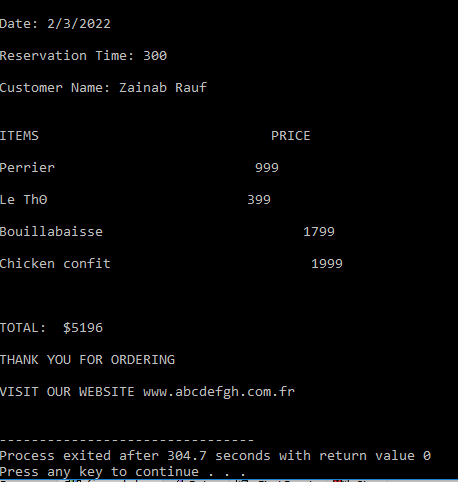 Date: 2/3/2022
Reservation Time: 300
Customer Name: Zainab Rauf
ITEMS PRICE
Perrier 999
Le ThΘ 399
Bouillabaisse 1799
Chicken confit 1999
TOTAL: $5196
THANK YOU FOR ORDERING
VISIT OUR WEBSITE www.abcdefgh.com.fr
--------------------------------
Process exited after 304.7 seconds with return value 0
Press any key to continue . . .